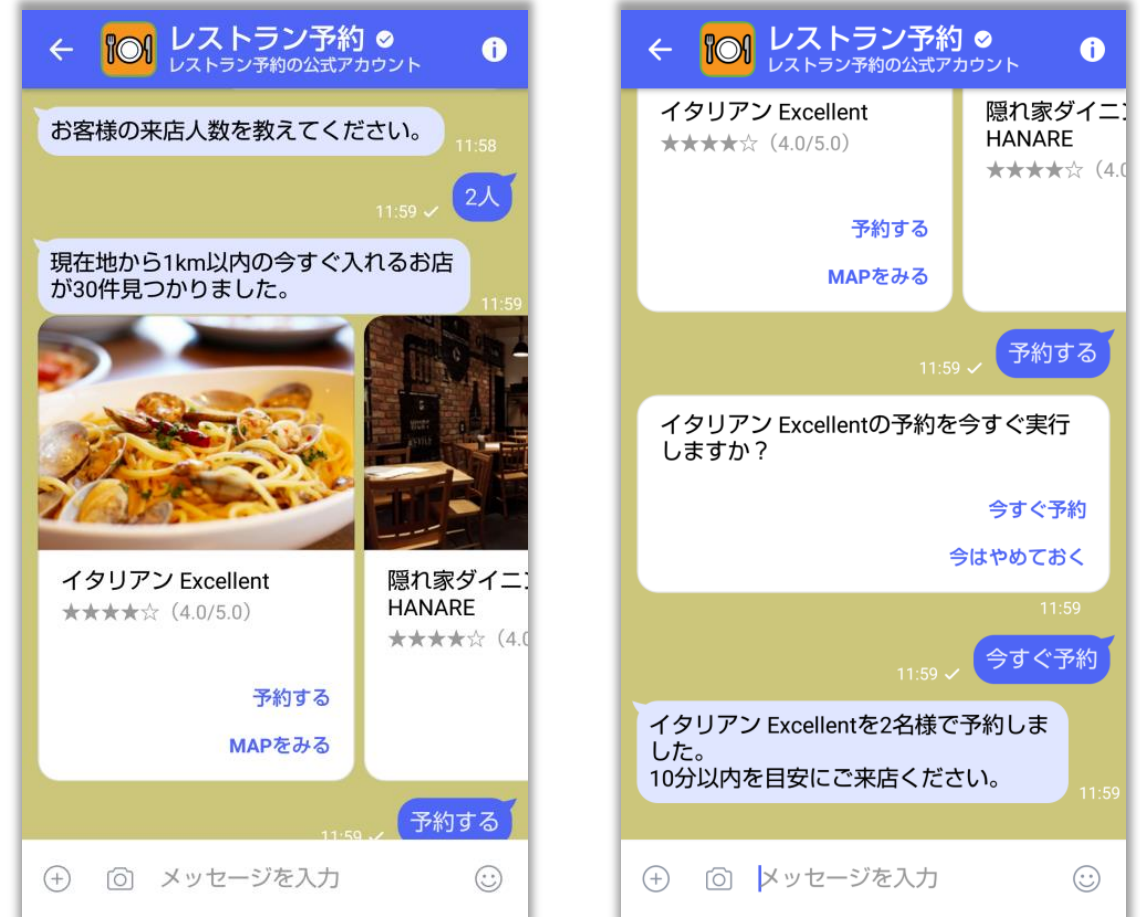 レストラン予約
レストラン予約の公式アカウント
お客様の来店人数を教えてください。
11:58
2人
11:59
現在地から1km以内の今すぐ入れるお店
が30件見つかりました。
11:59
イタリアン Excellent
★★★★☆（4.0/5.0）
予約する
MAPをみる
隠れ家ダイニ
HANARE
★★★★☆（4.0
予約する
11:59
メッセージを入力
レストラン予約
レストラン予約の公式アカウント
イタリアン Excellent
★★★★☆（4.0/5.0）
予約する
MAPをみる
隠れ家ダイニ
HANARE
★★★★☆（4.0
予約する
11:59
イタリアン Excellentの予約を今すぐ実行
しますか？
今すぐ予約
今はやめておく
11:59
今すぐ予約
11:59
イタリアン Excellentを2名様で予約しま
した。
10分以内を目安にご来店ください。
11:59
メッセージを入力